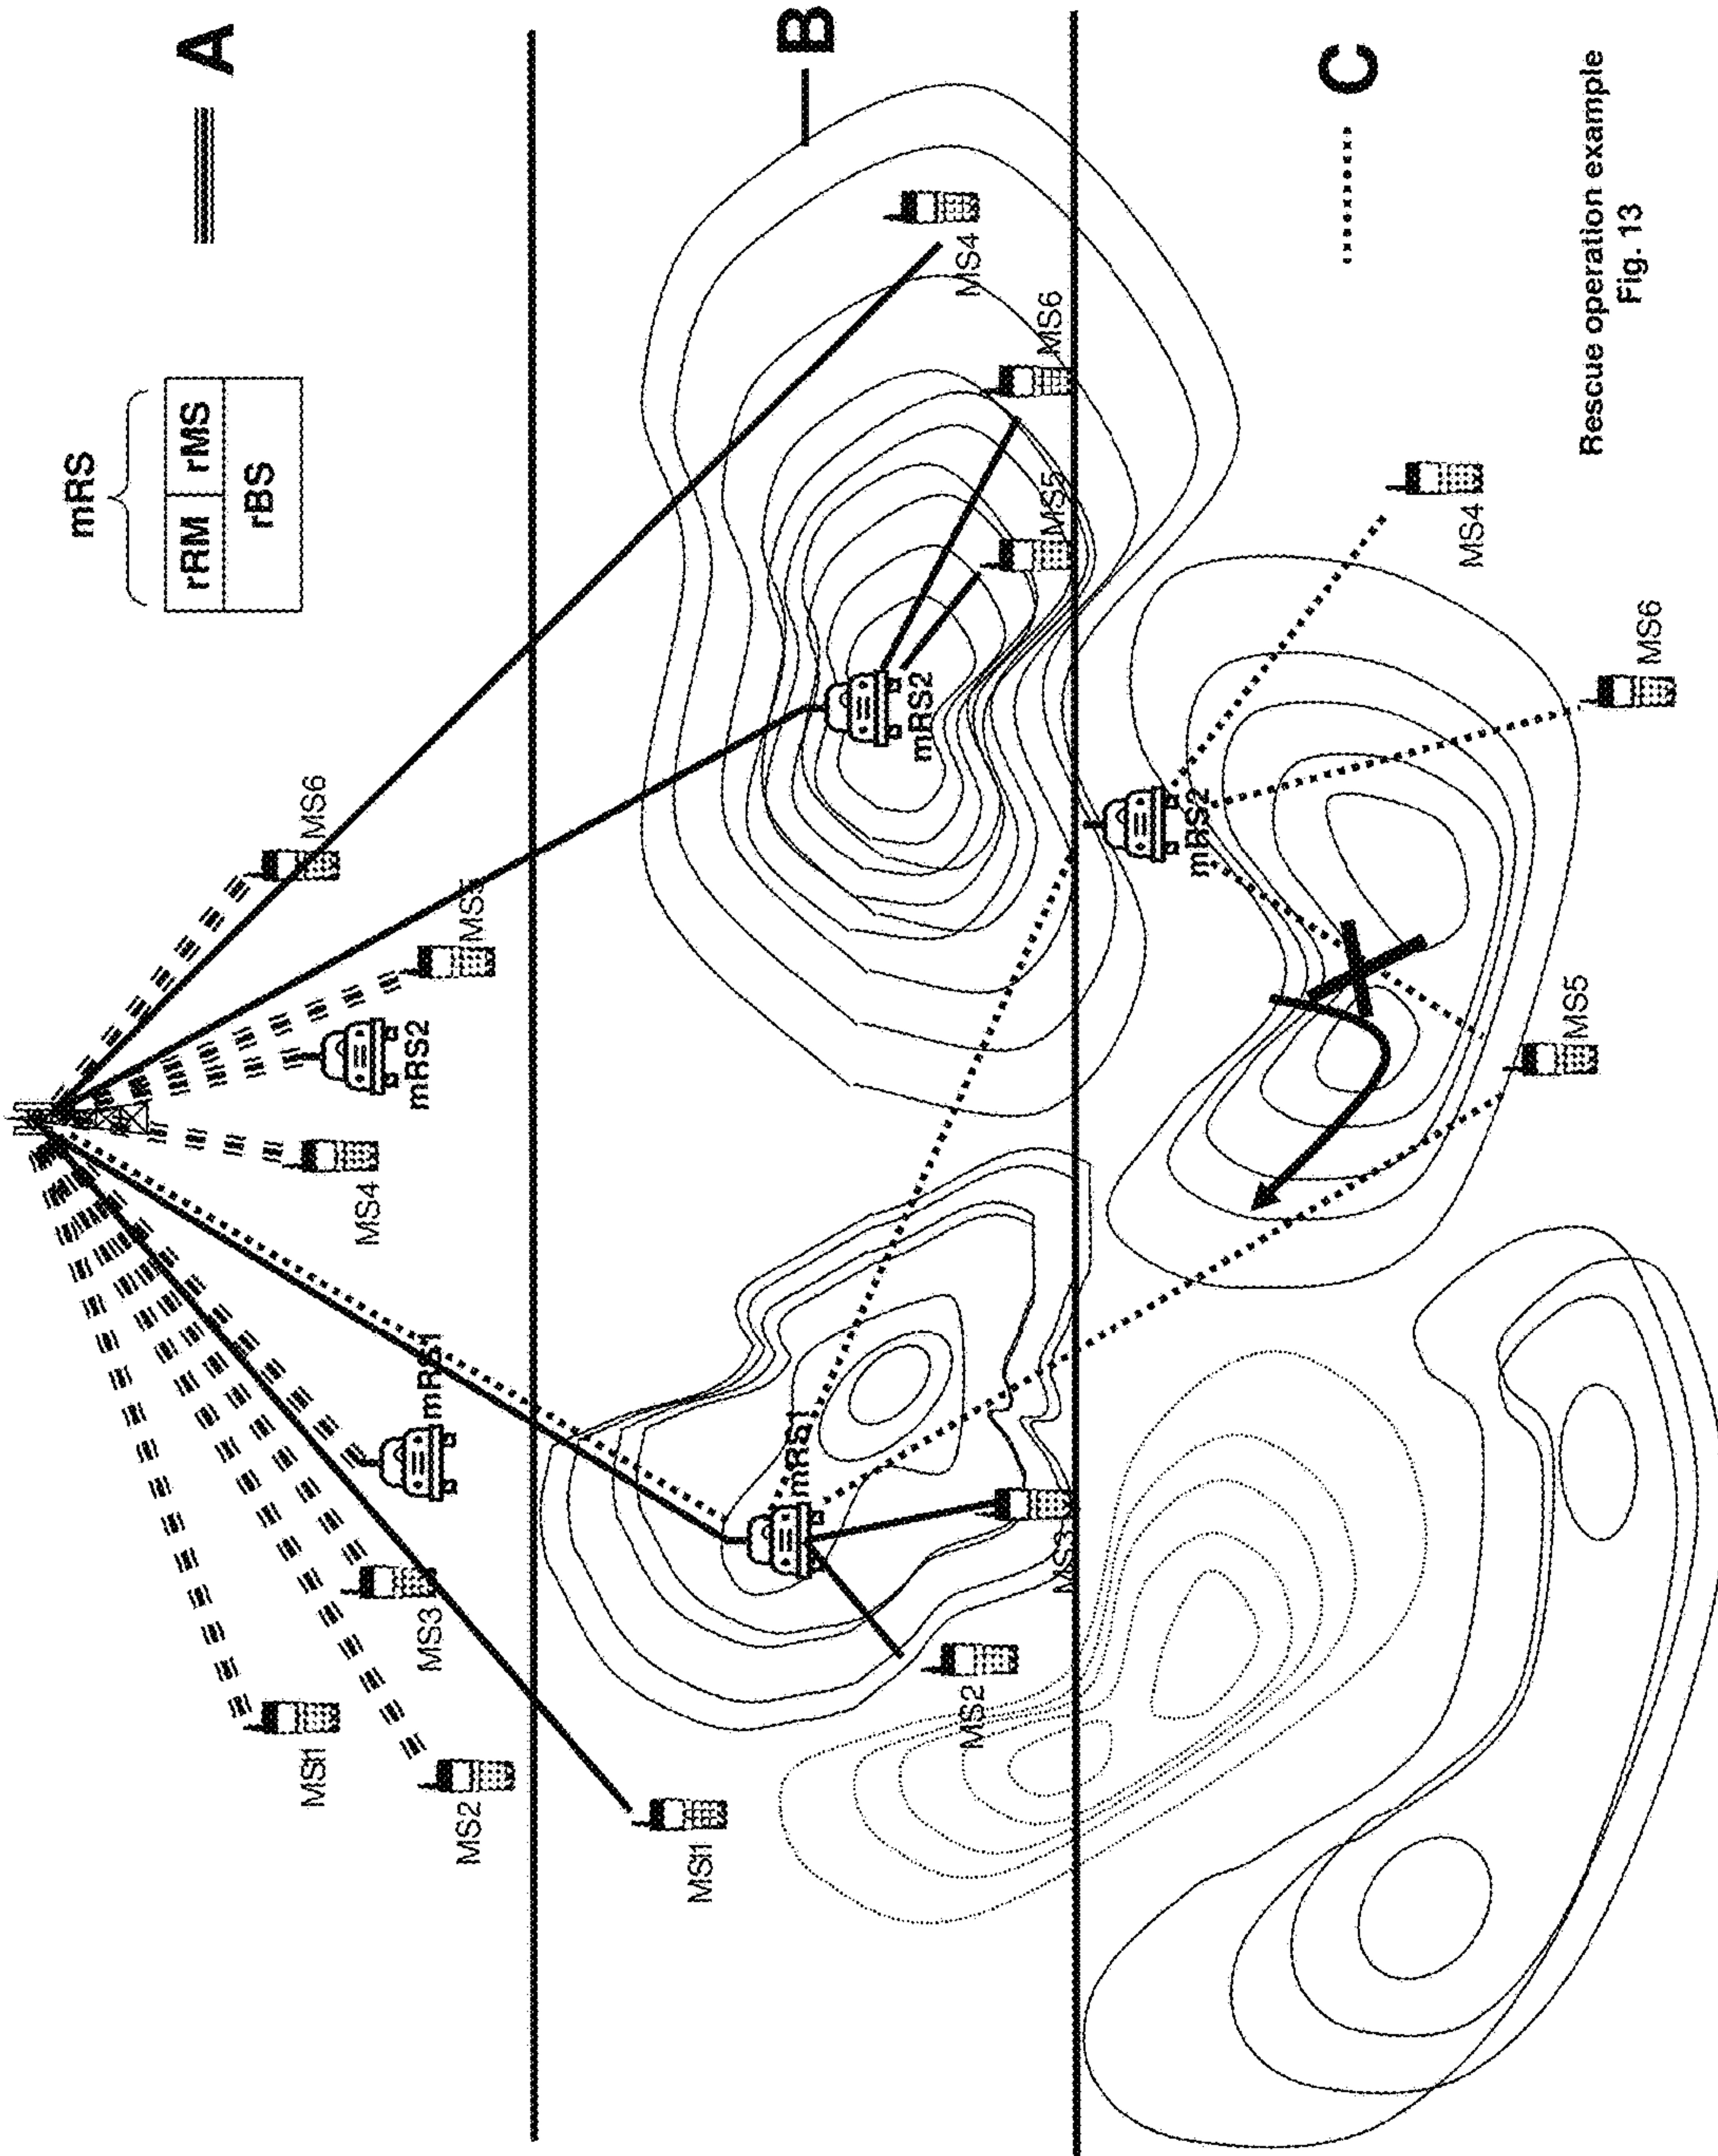 mRS
rRM rMS
A
rBS
MS1
MS6
MS4
mRS2
mRS1
MS3
MS2
MS5
MS1
B
mRS1
mRS2
MS2
MS4
MS3
MS5
MS6
mRS2
C
MS4
MS5
MS6
Rescue operation example
Fig. 13